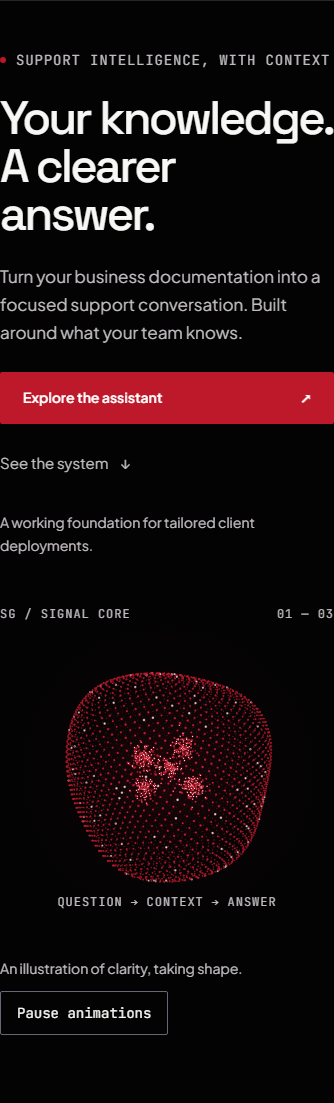 SUPPORT INTELLIGENCE, WITH CONTEXT
Your knowledge.
A clearer
answer.
Turn your business documentation into a
focused support conversation. Built
around what your team knows.
Explore the assistant ↗
See the system ↓
A working foundation for tailored client
deployments.
SG / SIGNAL CORE
01 — 03
QUESTION → CONTEXT → ANSWER
An illustration of clarity, taking shape.
Pause animations